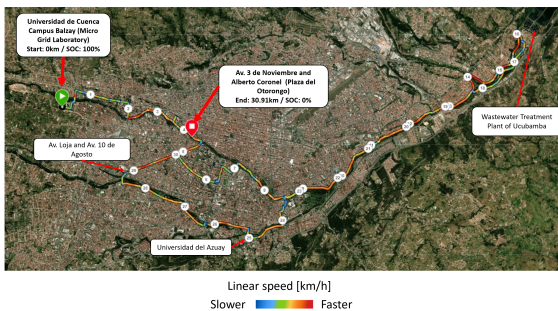 Universidad de Cuenca
Campus Balzay (Micro
Grid Laboratory)
Start: 0km / SOC: 100%
Av. 3 de Noviembre and
Alberto Coronel (Plaza del
Otorongo)
End: 30.91km / SOC: 0%
Wastewater Treatment
Plant of Ucubamba
Av. Loja and Av. 10 de
Agosto
Universidad del Azuay
Linear speed [km/h]
Slower Faster